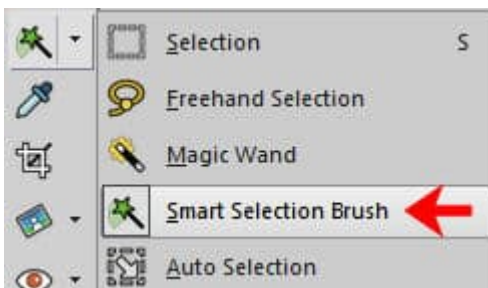 Selection S
Freehand Selection
Magic Wand
Smart Selection Brush
Auto Selection